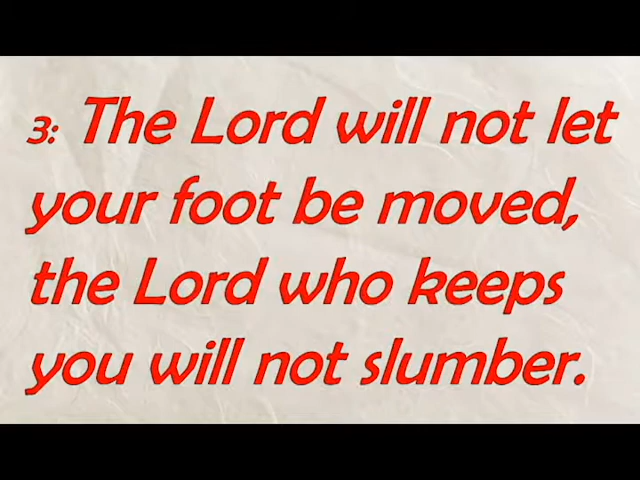 3: The Lord will not let
your foot be moved,
the Lord who keeps
you will not slumber.